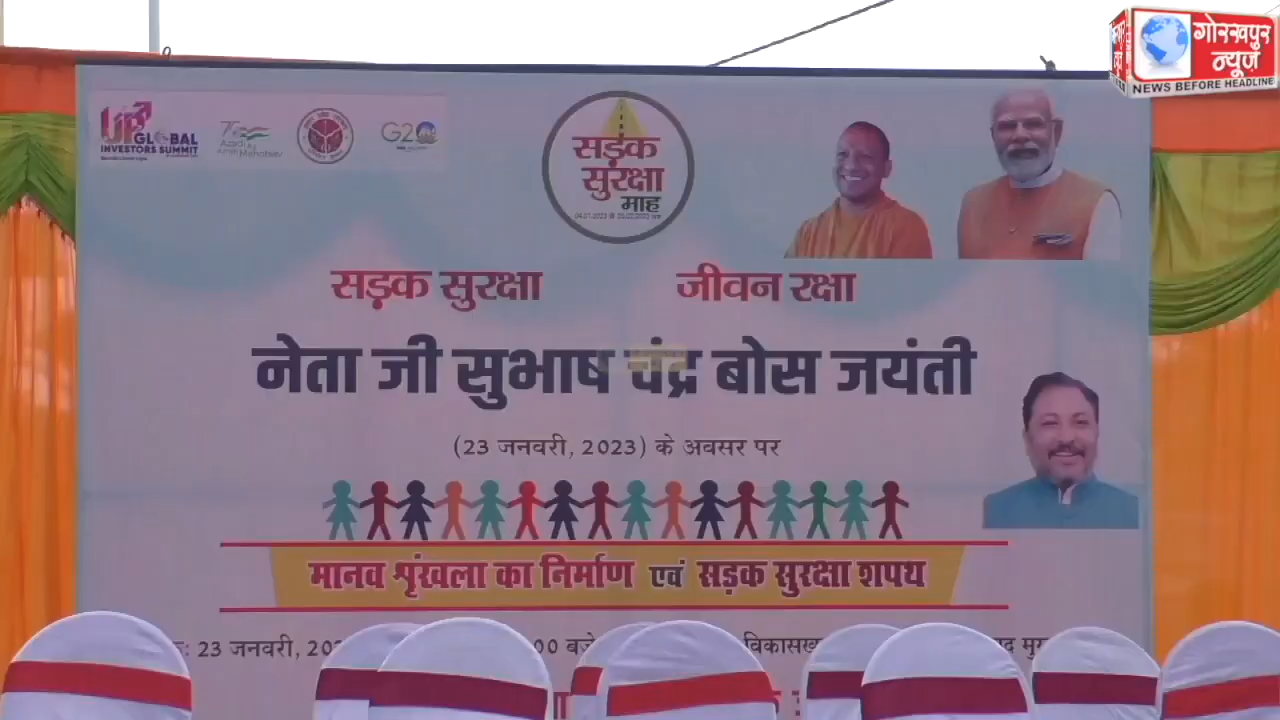 गोरखपुर
न्यूज़
NEWS BEFORE HEADLINE
UP GLOBAL
INVESTORS SUMMIT
Azadi Ka
Amrit Mahotsav
G20
सड़क
सुरक्षा
माह
सड़क सुरक्षा जीवन रक्षा
नेता जी सुभाष चंद्र बोस जयंती
(23 जनवरी, 2023) के अवसर पर
मानव श्रृंखला का निर्माण एवं सड़क सुरक्षा शपथ
23 जनवरी, 00 बजे